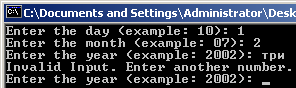 C:\Documents and Settings\Administrator\Desk
Enter the day (example: 10): 1
Enter the month (example: 07): 2
Enter the year (example: 2002): три
Invalid Input. Enter another number.
Enter the year (example: 2002): _